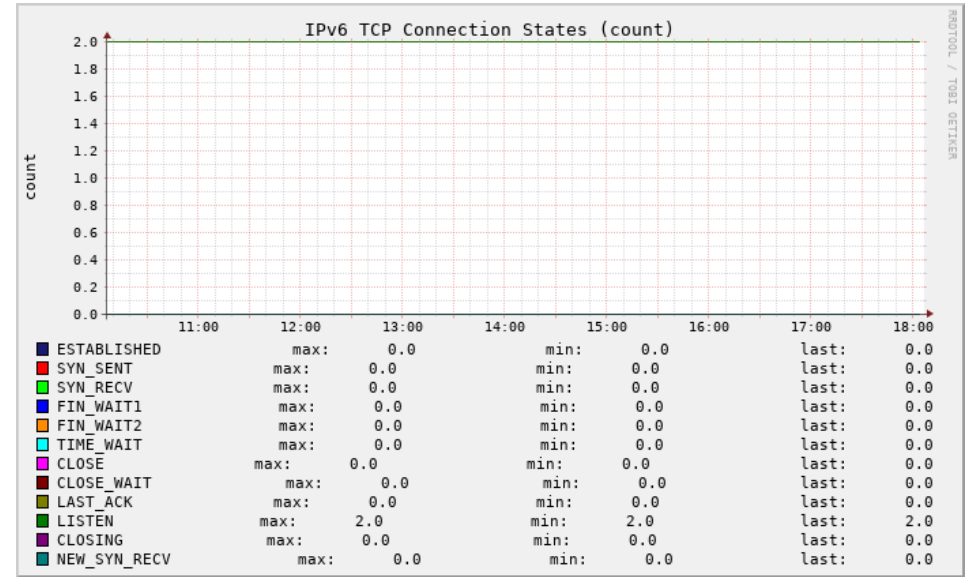 IPv6 TCP Connection States (count)
RRDTOOL / TOBI OETIKER
count
2.0
1.8
1.6
1.4
1.2
1.0
0.8
0.6
0.4
0.2
0.0
11:00 12:00 13:00 14:00 15:00 16:00 17:00 18:00
ESTABLISHED max: 0.0 min: 0.0 last: 0.0
SYN_SENT max: 0.0 min: 0.0 last: 0.0
SYN_RECV max: 0.0 min: 0.0 last: 0.0
FIN_WAIT1 max: 0.0 min: 0.0 last: 0.0
FIN_WAIT2 max: 0.0 min: 0.0 last: 0.0
TIME_WAIT max: 0.0 min: 0.0 last: 0.0
CLOSE max: 0.0 min: 0.0 last: 0.0
CLOSE_WAIT max: 0.0 min: 0.0 last: 0.0
LAST_ACK max: 0.0 min: 0.0 last: 0.0
LISTEN max: 2.0 min: 2.0 last: 2.0
CLOSING max: 0.0 min: 0.0 last: 0.0
NEW_SYN_RECV max: 0.0 min: 0.0 last: 0.0